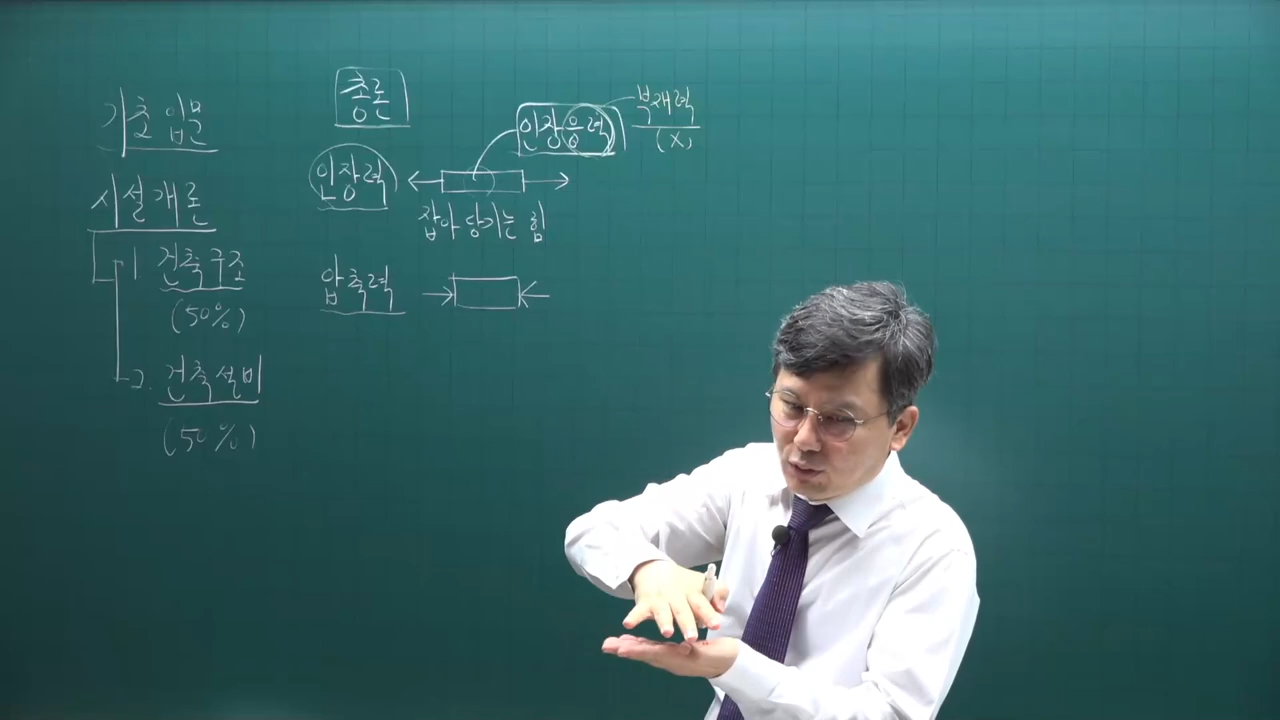 기초 입문
시설개론
1 건축구조
(50%)
2. 건축설비
(50%)
총론
인장력
인장응력
부재력
(X)
잡아 당기는 힘
압축력